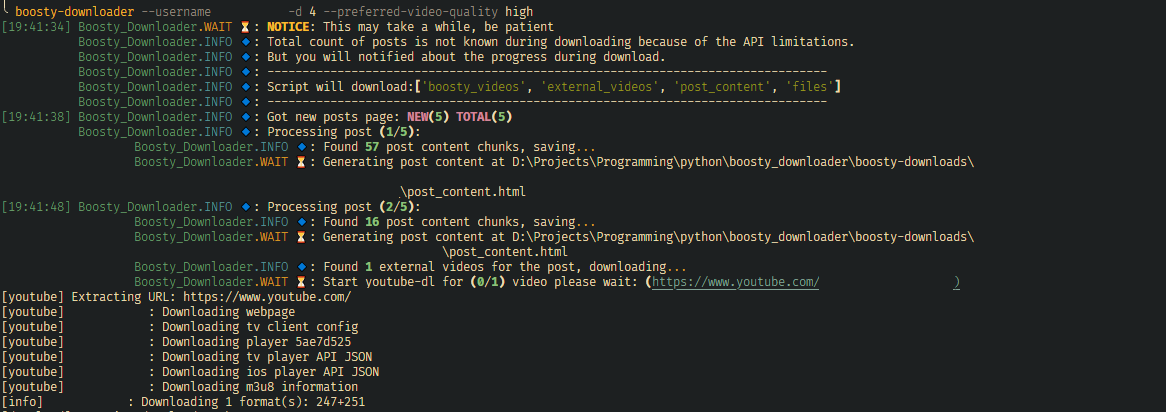 boosty-downloader --username -d 4 --preferred-video-quality high
[19:41:34] Boosty_Downloader.WAIT ⏳: NOTICE: This may take a while, be patient
Boosty_Downloader.INFO 🔹: Total count of posts is not known during downloading because of the API limitations.
Boosty_Downloader.INFO 🔹: But you will notified about the progress during download.
Boosty_Downloader.INFO 🔹: --------------------------------------------------------------------------------
Boosty_Downloader.INFO 🔹: Script will download:['boosty_videos', 'external_videos', 'post_content', 'files']
Boosty_Downloader.INFO 🔹: --------------------------------------------------------------------------------
[19:41:38] Boosty_Downloader.INFO 🔹: Got new posts page: NEW(5) TOTAL(5)
Boosty_Downloader.INFO 🔹: Processing post (1/5):
Boosty_Downloader.INFO 🔹: Found 57 post content chunks, saving...
Boosty_Downloader.WAIT ⏳: Generating post content at D:\Projects\Programming\python\boosty_downloader\boosty-downloads\
\post_content.html
[19:41:48] Boosty_Downloader.INFO 🔹: Processing post (2/5):
Boosty_Downloader.INFO 🔹: Found 16 post content chunks, saving...
Boosty_Downloader.WAIT ⏳: Generating post content at D:\Projects\Programming\python\boosty_downloader\boosty-downloads\
\post_content.html
Boosty_Downloader.INFO 🔹: Found 1 external videos for the post, downloading...
Boosty_Downloader.WAIT ⏳: Start youtube-dl for (0/1) video please wait: (https://www.youtube.com/ )
[youtube] Extracting URL: https://www.youtube.com/
[youtube] : Downloading webpage
[youtube] : Downloading tv client config
[youtube] : Downloading player 5ae7d525
[youtube] : Downloading tv player API JSON
[youtube] : Downloading ios player API JSON
[youtube] : Downloading m3u8 information
[info] : Downloading 1 format(s): 247+251